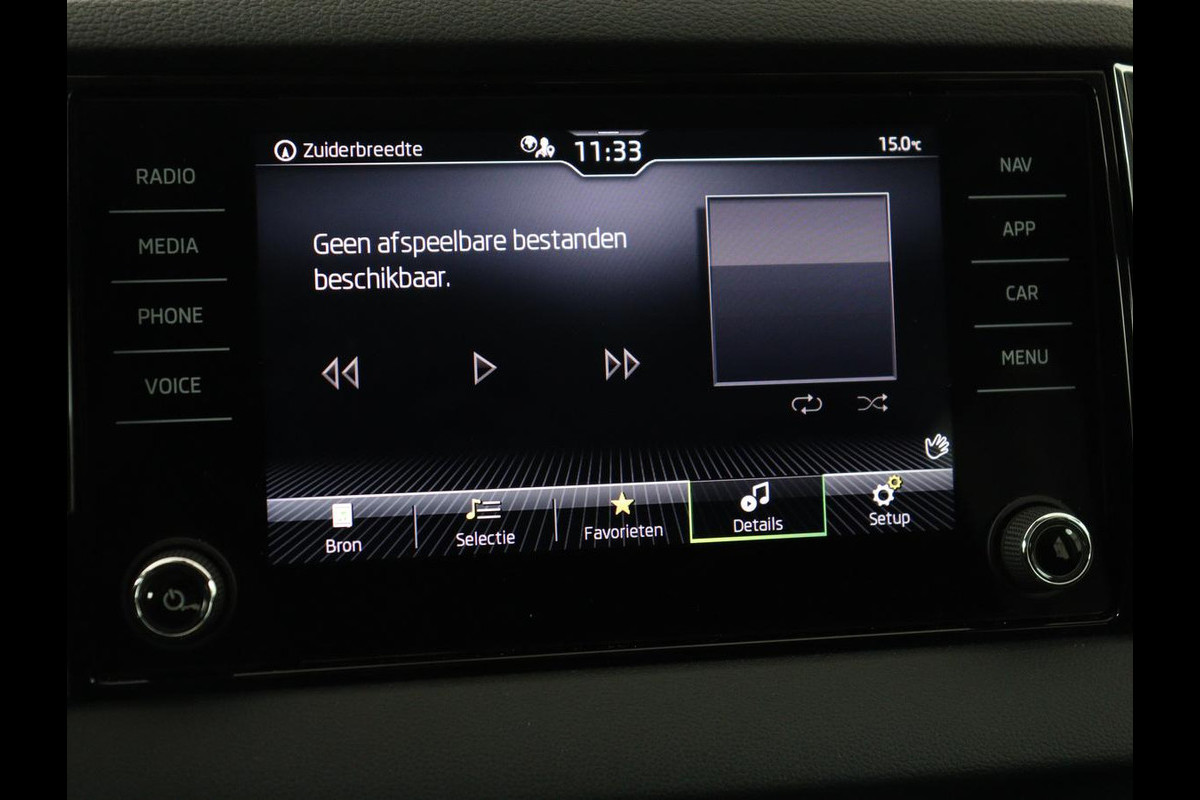 Zuiderbreedte
11:33
15.0°C
RADIO
MEDIA
PHONE
VOICE
Geen afspeelbare bestanden
beschikbaar.
NAV
APP
CAR
MENU
Bron
Selectie
Favorieten
Details
Setup